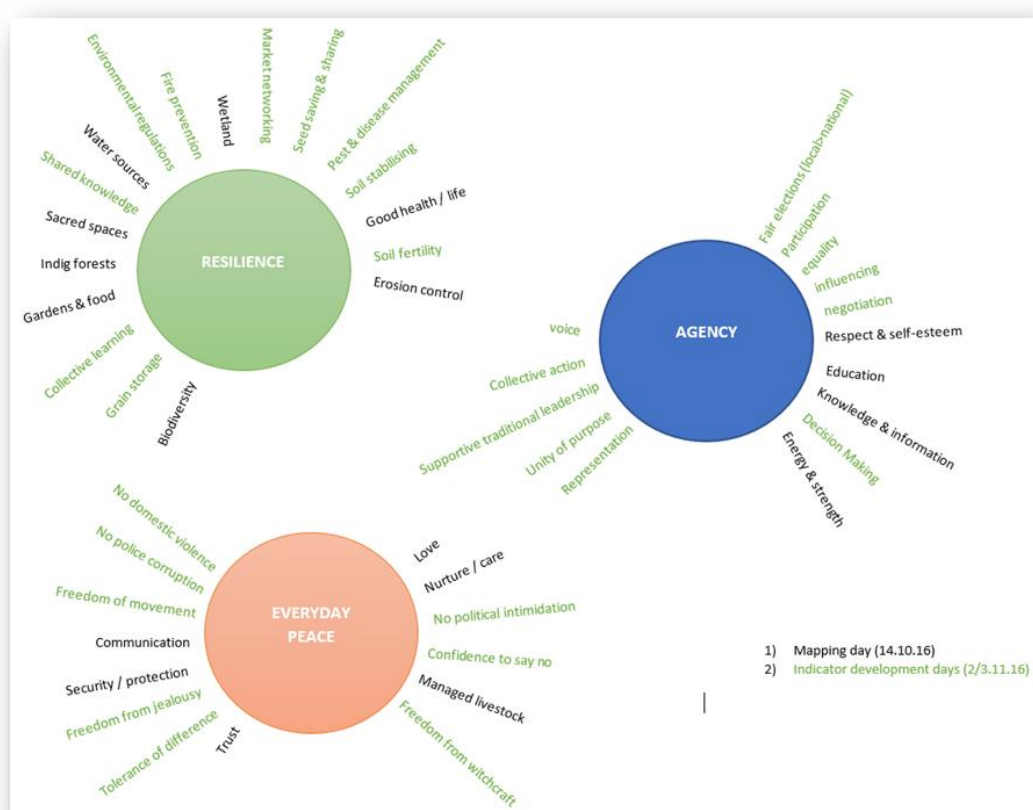 Environmental regulations
Fire prevention
Wetland
Market networking
Seed saving & sharing
Pest & disease management
Soil stabilising
Good health / life
Soil fertility
Erosion control
Water sources
Shared knowledge
Sacred spaces
Indig forests
Gardens & food
Collective learning
Grain storage
Biodiversity
RESILIENCE
Fair elections (local>national)
Participation
equality
influencing
negotiation
Respect & self-esteem
Education
Knowledge & information
Decision Making
Energy & strength
voice
Collective action
Supportive traditional leadership
Unity of purpose
Representation
AGENCY
No domestic violence
No police corruption
Freedom of movement
Communication
Security / protection
Freedom from jealousy
Tolerance of difference
Trust
EVERYDAY
PEACE
Love
Nurture / care
No political intimidation
Confidence to say no
Managed livestock
Freedom from witchcraft
1) Mapping day (14.10.16)
2) Indicator development days (2/3.11.16)